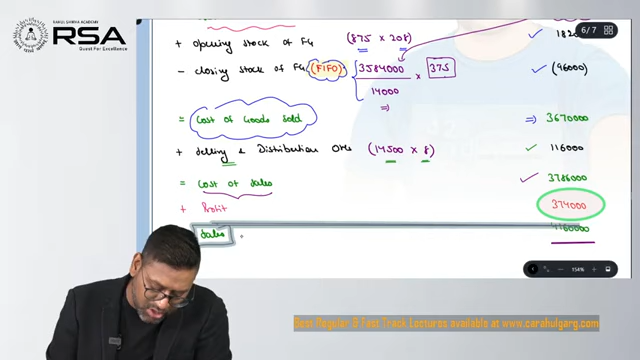 RAHUL SHARMA ACADEMY
RSA
Quest For Excellence
6/7
+ opening stock of FG (875 × 208) 1820
- closing stock of FG (FIFO) { 3584000 / 14000 × 375 (96000)
= Cost of Goods Sold ⇒ 3670000
+ Selling & Distribution OHs (14500 × 8) 116000
= Cost of Sales 3786000
+ Profit 374000
Sales 4160000
154%
Best Regular & Fast Track Lectures available at www.carahulgarg.com